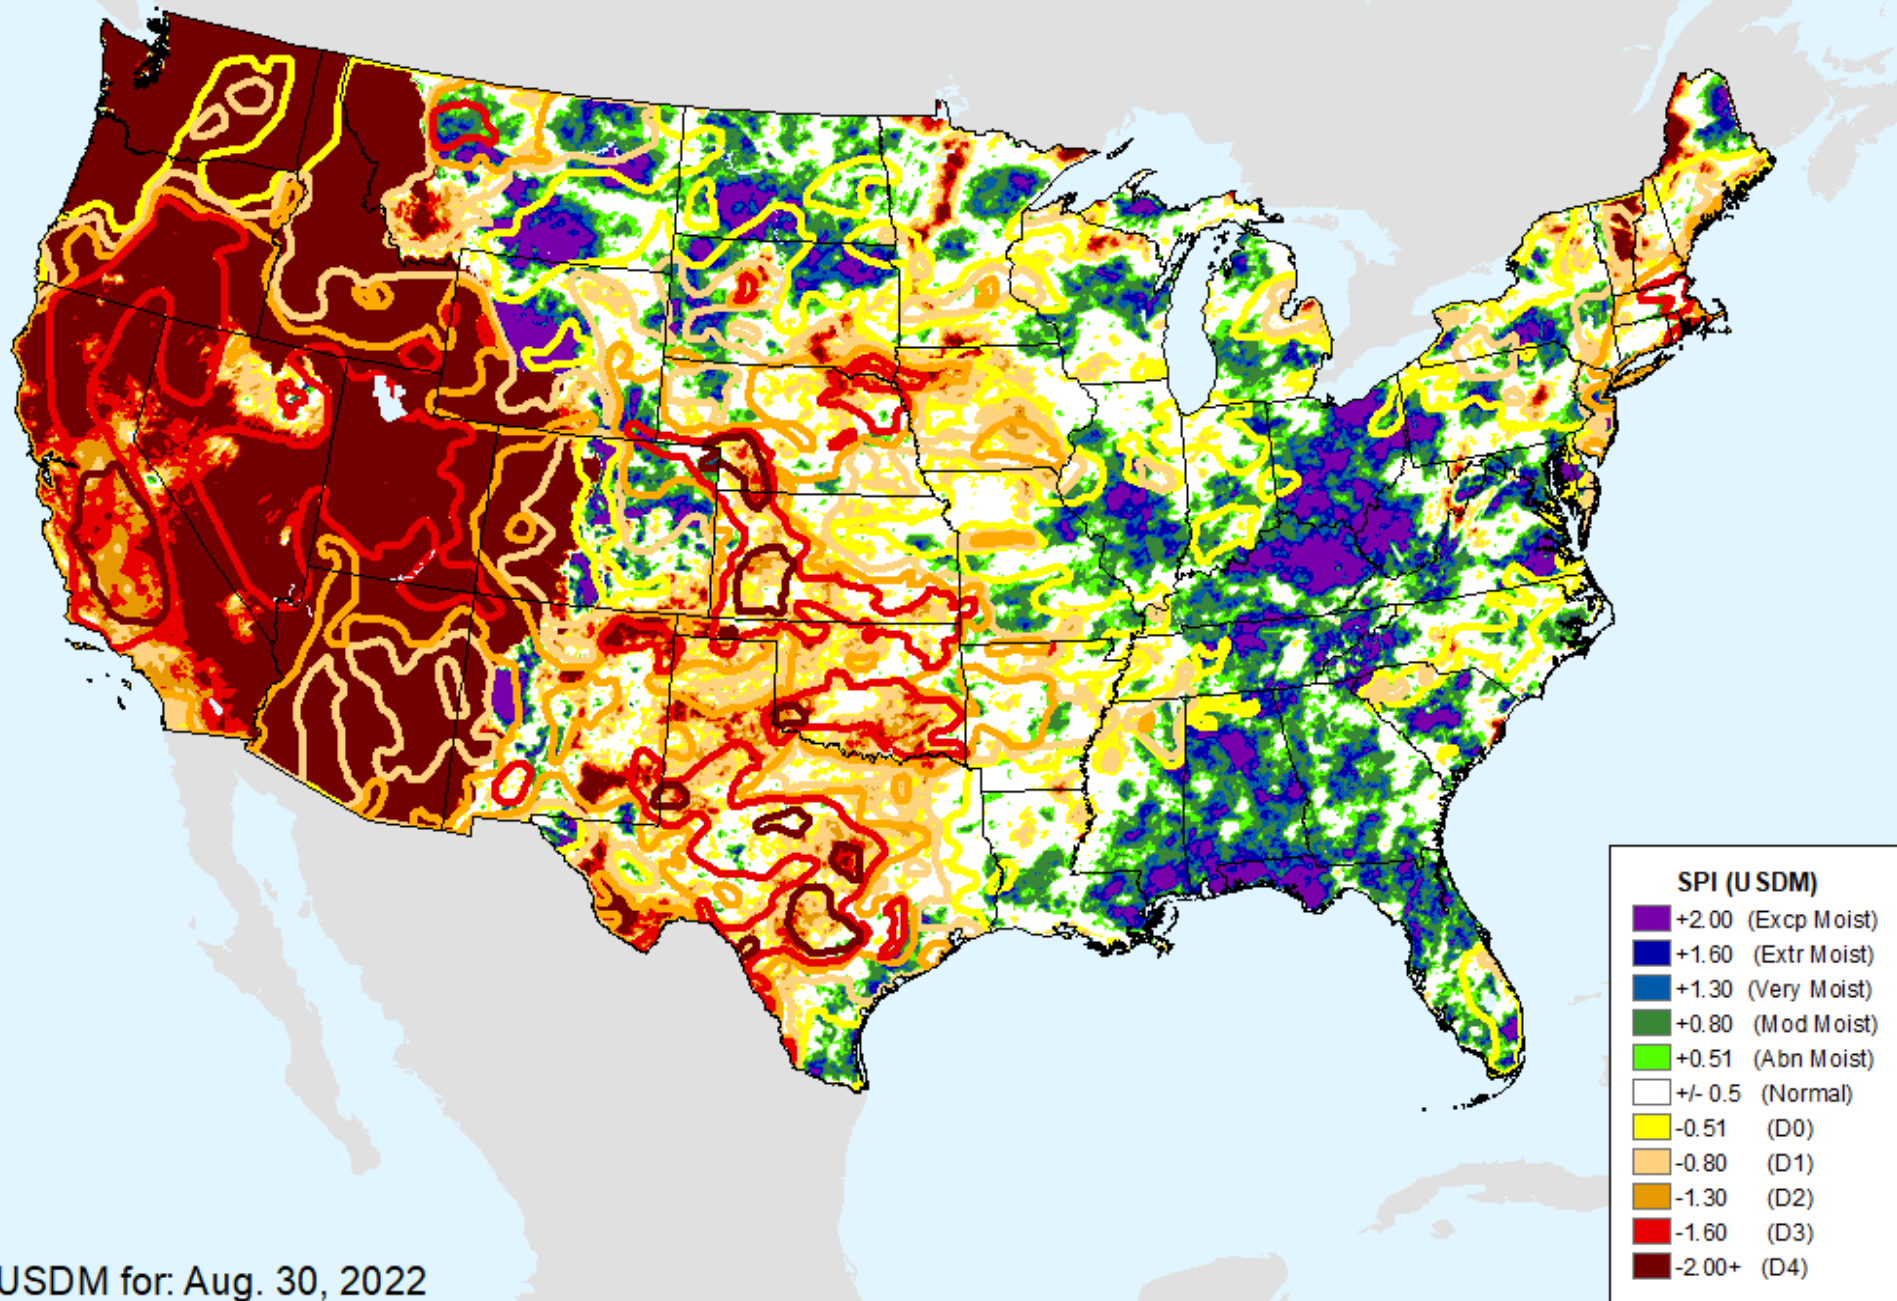 SPI (USDM)
+2.00 (Excp Moist)
+1.60 (Extr Moist)
+1.30 (Very Moist)
+0.80 (Mod Moist)
+0.51 (Abn Moist)
+/- 0.5 (Normal)
-0.51 (D0)
-0.80 (D1)
-1.30 (D2)
-1.60 (D3)
-2.00+ (D4)
USDM for: Aug. 30, 2022